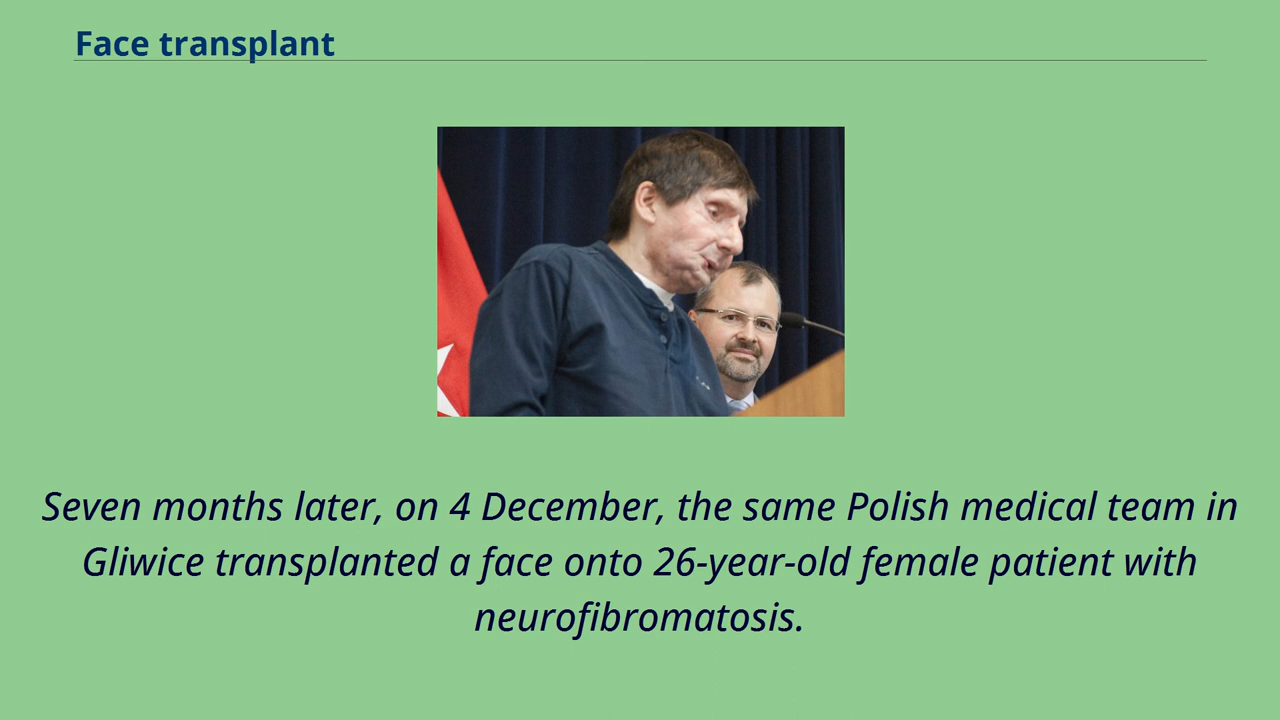 Face transplant
Seven months later, on 4 December, the same Polish medical team in
Gliwice transplanted a face onto 26-year-old female patient with
neurofibromatosis.